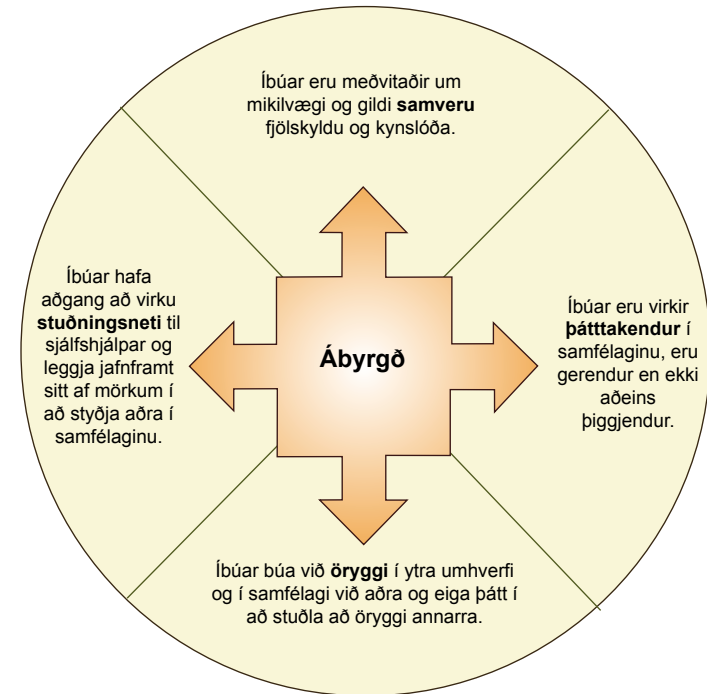 Íbúar eru meðvitaðir um
mikilvægi og gildi samveru
fjölskyldu og kynslóða.
Íbúar hafa
aðgang að virku
stuðningsneti til
sjálfshjálpar og
leggja jafnframt
sitt af mörkum í
að styðja aðra í
samfélaginu.
Ábyrgð
Íbúar eru virkir
þátttakendur í
samfélaginu, eru
gerendur en ekki
aðeins
þiggjendur.
Íbúar búa við öryggi í ytra umhverfi
og í samfélagi við aðra og eiga þátt í
að stuðla að öryggi annarra.